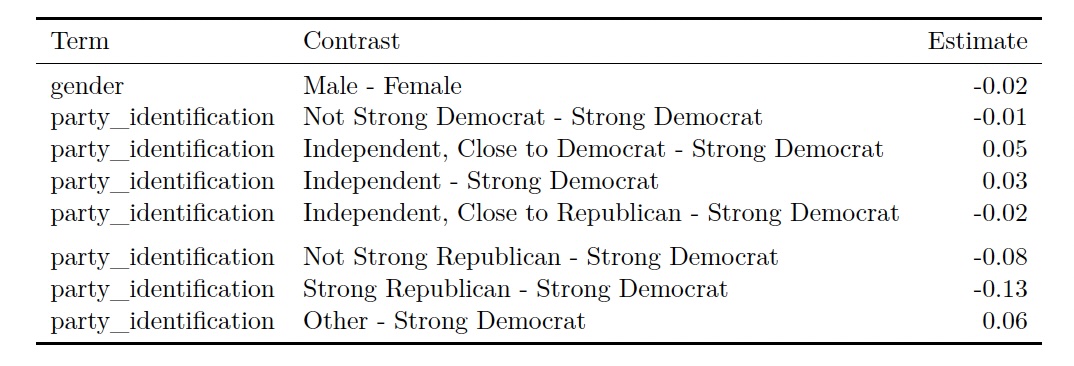 Term Contrast Estimate
gender Male - Female -0.02
party_identification Not Strong Democrat - Strong Democrat -0.01
party_identification Independent, Close to Democrat - Strong Democrat 0.05
party_identification Independent - Strong Democrat 0.03
party_identification Independent, Close to Republican - Strong Democrat -0.02
party_identification Not Strong Republican - Strong Democrat -0.08
party_identification Strong Republican - Strong Democrat -0.13
party_identification Other - Strong Democrat 0.06